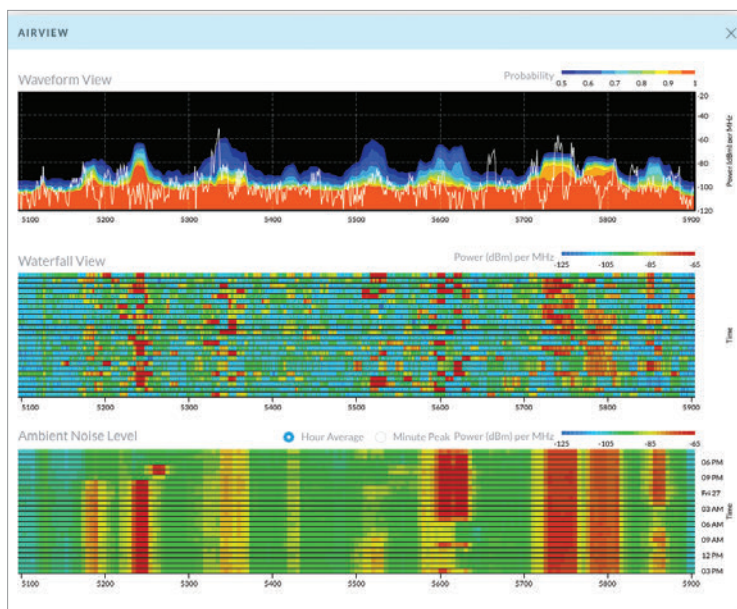 AIRVIEW
Waveform View
Probability
0.5 0.6 0.7 0.8 0.9 1
-20
-40
-60
-80
-100
-120
Power (dBm) per MHz
5100 5200 5300 5400 5500 5600 5700 5800 5900
Waterfall View
Power (dBm) per MHz
-125 -105 -85 -65
Time
5100 5200 5300 5400 5500 5600 5700 5800 5900
Ambient Noise Level
Hour Average Minute Peak Power (dBm) per MHz
-125 -105 -85 -65
06 PM
09 PM
Fri 27
03 AM
06 AM
09 AM
12 PM
03 PM
Time
5100 5200 5300 5400 5500 5600 5700 5800 5900